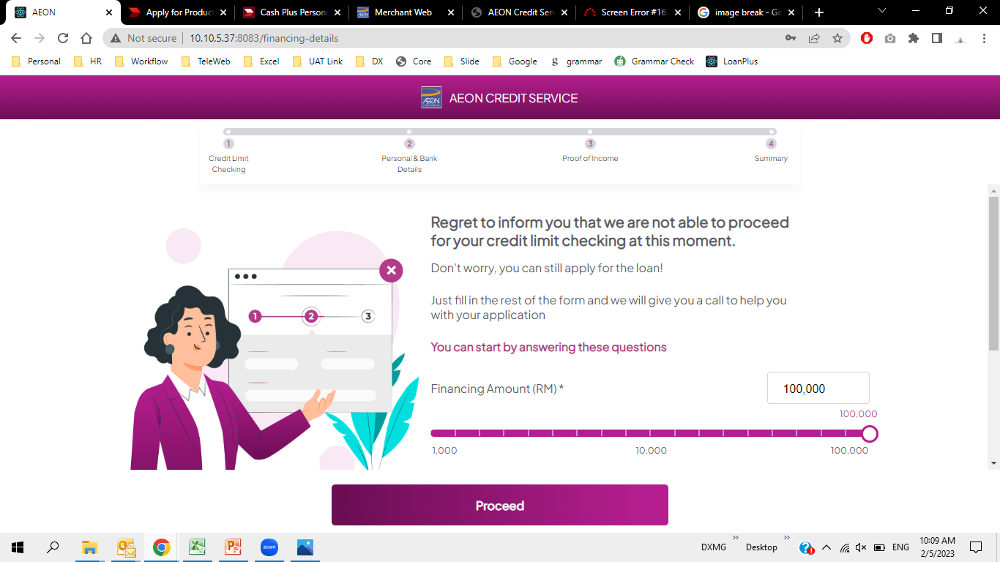 AEON
Apply for Product
Cash Plus Person
Merchant Web
AEON Credit Ser
Screen Error #16
image break - Go
Not secure
10.10.5.37:8083/financing-details
Personal
HR
Workflow
TeleWeb
Excel
UAT Link
DX
Core
Slide
Google
g grammar
Grammar Check
LoanPlus
AEON CREDIT SERVICE
1
Credit Limit
Checking
2
Personal & Bank
Details
3
Proof of Income
4
Summary
Regret to inform you that we are not able to proceed
for your credit limit checking at this moment.
Don't worry, you can still apply for the loan!
Just fill in the rest of the form and we will give you a call to help you
with your application
You can start by answering these questions
1 2 3
Financing Amount (RM) *
100,000
100,000
1,000
10,000
100,000
Proceed
zoom
DXMG
Desktop
ENG
10:09 AM
2/5/2023